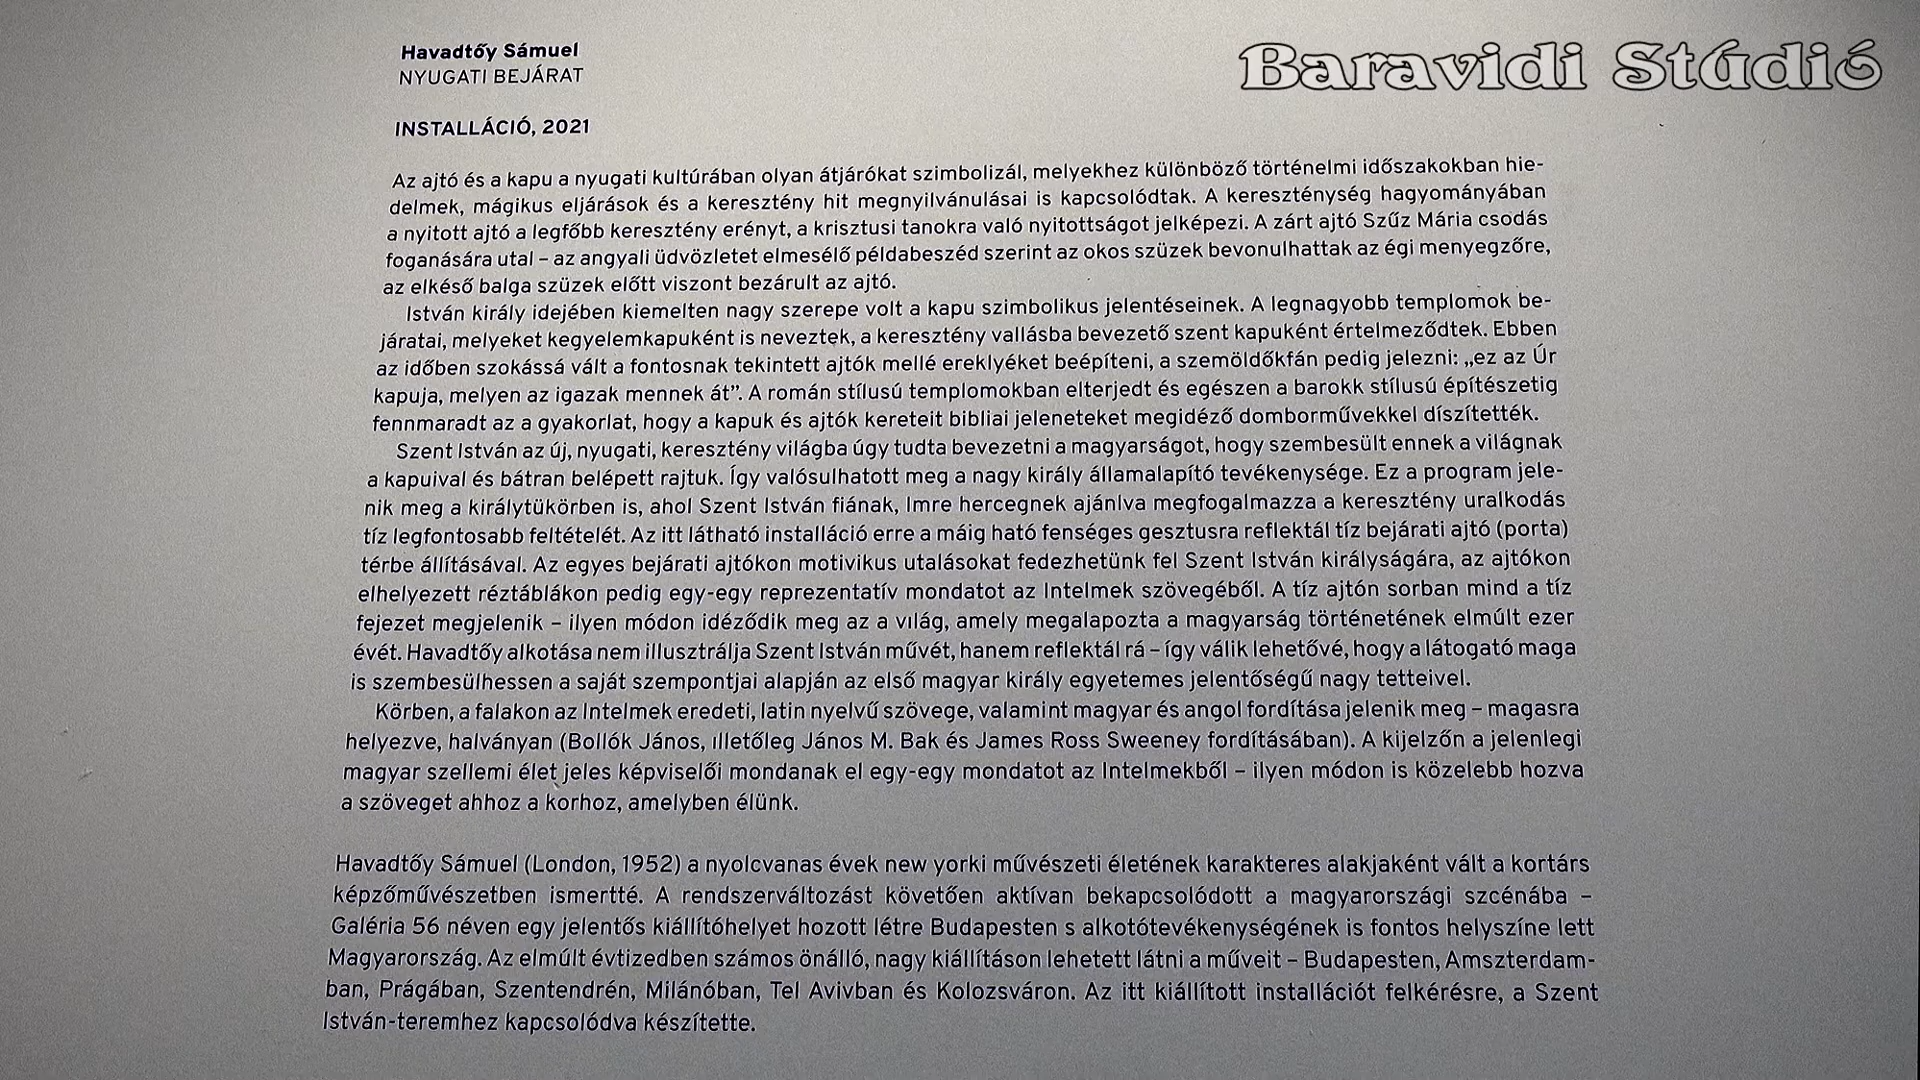 Havadtőy Sámuel
NYUGATI BEJÁRAT
Baravidi Stúdió
INSTALLÁCIÓ, 2021
Az ajtó és a kapu a nyugati kultúrában olyan átjárókat szimbolizál, melyekhez különböző történelmi időszakokban hie-
delmek, mágikus eljárások és a keresztény hit megnyilvánulásai is kapcsolódtak. A kereszténység hagyományában
a nyitott ajtó a legfőbb keresztény erényt, a krisztusi tanokra való nyitottságot jelképezi. A zárt ajtó Szűz Mária csodás
foganására utal – az angyali üdvözletet elmesélő példabeszéd szerint az okos szüzek bevonulhattak az égi menyegzőre,
az elkéső balga szüzek előtt viszont bezárult az ajtó.
István király idejében kiemelten nagy szerepe volt a kapu szimbolikus jelentéseinek. A legnagyobb templomok be-
járatai, melyeket kegyelemkapuként is neveztek, a keresztény vallásba bevezető szent kapuként értelmeződtek. Ebben
az időben szokássá vált a fontosnak tekintett ajtók mellé ereklyéket beépíteni, a szemöldőkfán pedig jelezni: „ez az Úr
kapuja, melyen az igazak mennek át”. A román stílusú templomokban elterjedt és egészen a barokk stílusú építészetig
fennmaradt az a gyakorlat, hogy a kapuk és ajtók kereteit bibliai jeleneteket megidéző domborművekkel díszítették.
Szent István az új, nyugati, keresztény világba úgy tudta bevezetni a magyarságot, hogy szembesült ennek a világnak
a kapuival és bátran belépett rajtuk. Így valósulhatott meg a nagy király államalapító tevékenysége. Ez a program jele-
nik meg a királytükörben is, ahol Szent István fiának, Imre hercegnek ajánlva megfogalmazza a keresztény uralkodás
tíz legfontosabb feltételét. Az itt látható installáció erre a máig ható fenséges gesztusra reflektál tíz bejárati ajtó (porta)
térbe állításával. Az egyes bejárati ajtókon motivikus utalásokat fedezhetünk fel Szent István királyságára, az ajtókon
elhelyezett réztáblákon pedig egy-egy reprezentatív mondatot az Intelmek szövegéből. A tíz ajtón sorban mind a tíz
fejezet megjelenik – ilyen módon idéződik meg az a világ, amely megalapozta a magyarság történetének elmúlt ezer
évét. Havadtőy alkotása nem illusztrálja Szent István művét, hanem reflektál rá – így válik lehetővé, hogy a látogató maga
is szembesülhessen a saját szempontjai alapján az első magyar király egyetemes jelentőségű nagy tetteivel.
Körben, a falakon az Intelmek eredeti, latin nyelvű szövege, valamint magyar és angol fordítása jelenik meg – magasra
helyezve, halványan (Bollók János, illetőleg János M. Bak és James Ross Sweeney fordításában). A kijelzőn a jelenlegi
magyar szellemi élet jeles képviselői mondanak el egy-egy mondatot az Intelmekből – ilyen módon is közelebb hozva
a szöveget ahhoz a korhoz, amelyben élünk.
Havadtőy Sámuel (London, 1952) a nyolcvanas évek new yorki művészeti életének karakteres alakjaként vált a kortárs
képzőművészetben ismertté. A rendszerváltozást követően aktívan bekapcsolódott a magyarországi szcénába –
Galéria 56 néven egy jelentős kiállítóhelyet hozott létre Budapesten s alkotótevékenységének is fontos helyszíne lett
Magyarország. Az elmúlt évtizedben számos önálló, nagy kiállításon lehetett látni a műveit – Budapesten, Amszterdam-
ban, Prágában, Szentendrén, Milánóban, Tel Avivban és Kolozsváron. Az itt kiállított installációt felkérésre, a Szent
István-teremhez kapcsolódva készítette.